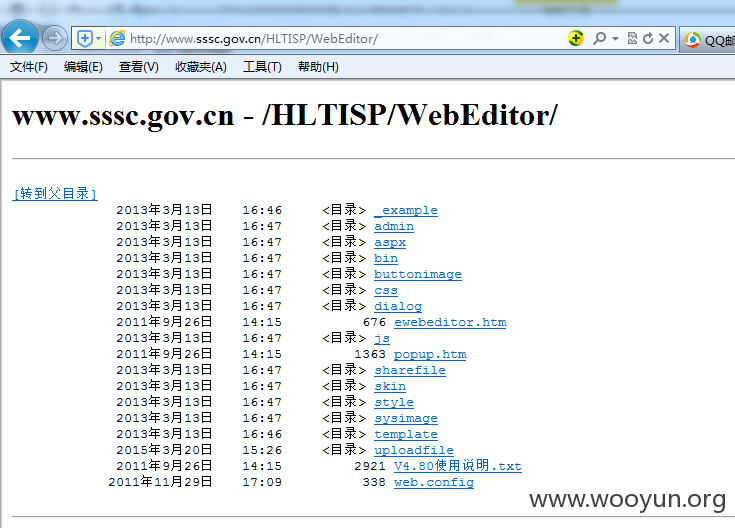 http://www.sssc.gov.cn/HLTISP/WebEditor/
QQ邮
文件(F) 编辑(E) 查看(V) 收藏夹(A) 工具(T) 帮助(H)
www.sssc.gov.cn - /HLTISP/WebEditor/
[转到父目录]
2013年3月13日 16:46 <目录> _example
2013年3月13日 16:47 <目录> admin
2013年3月13日 16:47 <目录> aspx
2013年3月13日 16:47 <目录> bin
2013年3月13日 16:47 <目录> buttonimage
2013年3月13日 16:47 <目录> css
2013年3月13日 16:47 <目录> dialog
2011年9月26日 14:15 676 ewebeditor.htm
2013年3月13日 16:47 <目录> js
2011年9月26日 14:15 1363 popup.htm
2013年3月13日 16:47 <目录> sharefile
2013年3月13日 16:47 <目录> skin
2013年3月13日 16:47 <目录> style
2013年3月13日 16:47 <目录> sysimage
2013年3月13日 16:46 <目录> template
2015年3月20日 15:26 <目录> uploadfile
2011年9月26日 14:15 2921 V4.80使用说明.txt
2011年11月29日 17:09 338 web.config
www.wooyun.org